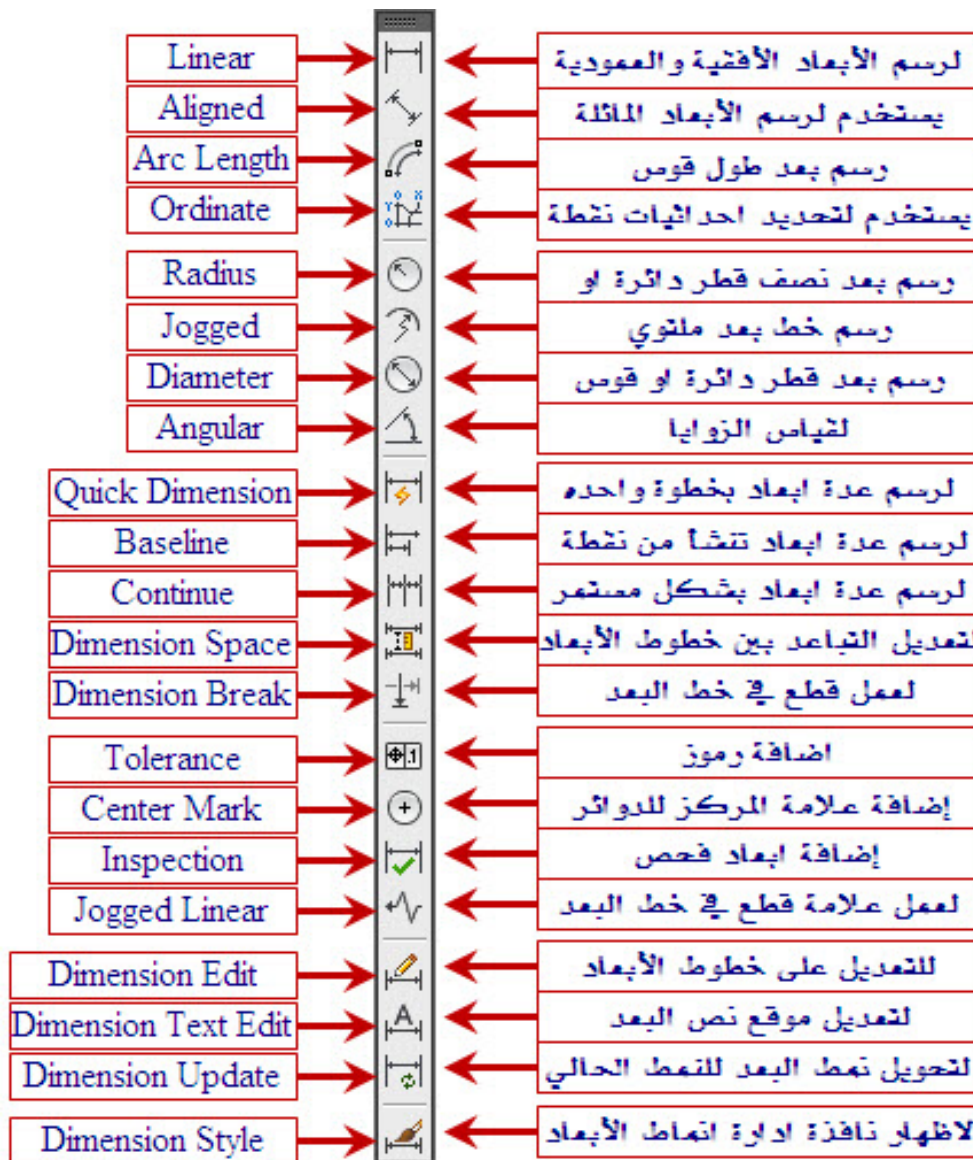 Linear
لرسم الأبعاد الأفقية والعمودية
Aligned
يستخدم لرسم الأبعاد المائلة
Arc Length
رسم بعد طول قوس
Ordinate
يستخدم لتحديد احداثيات نقطة
Radius
رسم بعد نصف قطر دائرة او
Jogged
رسم خط بعد ملتوي
Diameter
رسم بعد قطر دائرة او قوس
Angular
لقياس الزوايا
Quick Dimension
لرسم عدة ابعاد بخطوة واحده
Baseline
لرسم عدة ابعاد تنشأ من نقطة
Continue
لرسم عدة ابعاد بشكل مستمر
Dimension Space
لتعديل التباعد بين خطوط الأبعاد
Dimension Break
لعمل قطع في خط البعد
Tolerance
اضافة رموز
Center Mark
إضافة علامة المركز للدوائر
Inspection
إضافة ابعاد فحص
Jogged Linear
لعمل علامة قطع في خط البعد
Dimension Edit
للتعديل على خطوط الأبعاد
Dimension Text Edit
لتعديل موقع نص البعد
Dimension Update
لتحويل نمط البعد للنمط الحالي
Dimension Style
لاظهار نافذة ادارة انماط الأبعاد